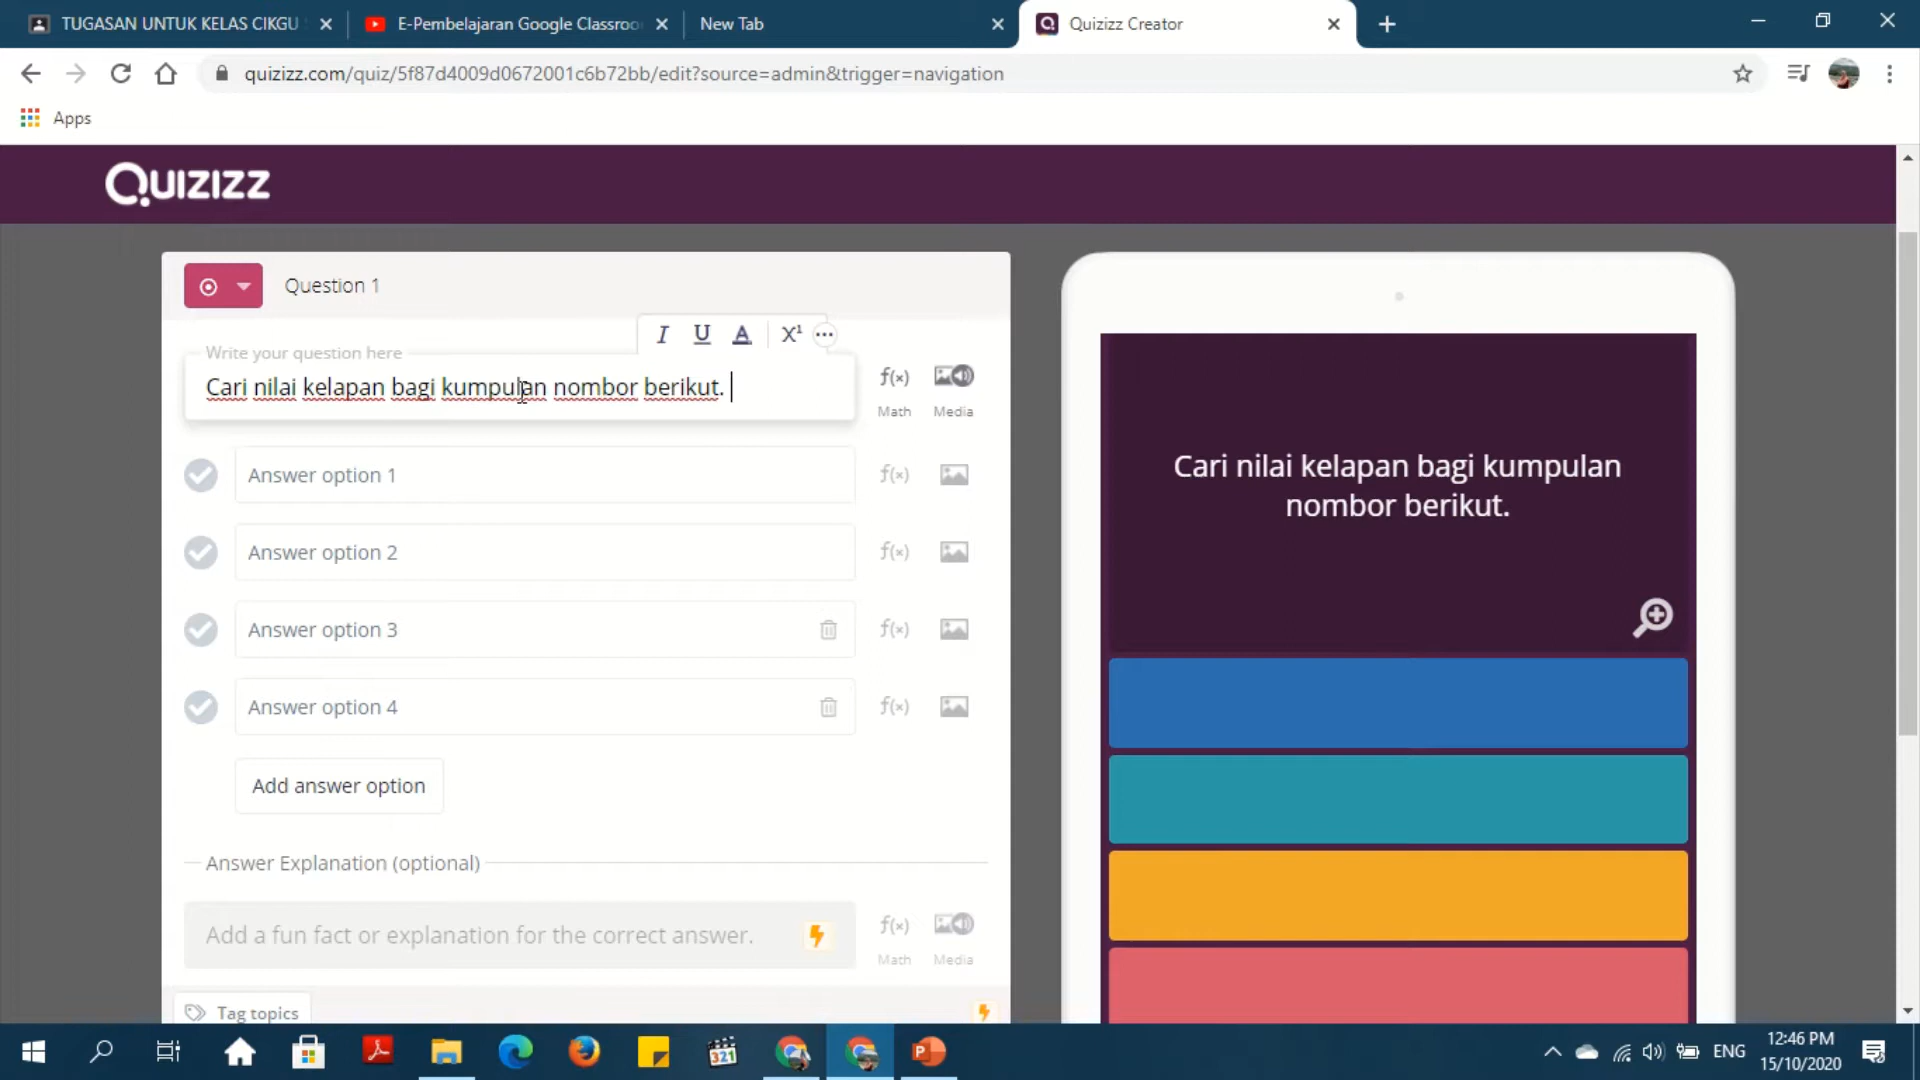 TUGASAN UNTUK KELAS CIKGU
E-Pembelajaran Google Classroo
New Tab
Quizizz Creator
quizizz.com/quiz/5f87d4009d0672001c6b72bb/edit?source=admin&trigger=navigation
Apps
Quizizz
Question 1
I U A X¹ ...
Write your question here
Cari nilai kelapan bagi kumpulan nombor berikut.
f(x)
Math
Media
Answer option 1
f(x)
Answer option 2
f(x)
Answer option 3
f(x)
Answer option 4
f(x)
Add answer option
Answer Explanation (optional)
Add a fun fact or explanation for the correct answer.
f(x)
Math
Media
Tag topics
Cari nilai kelapan bagi kumpulan
nombor berikut.
321
P
ENG
12:46 PM
15/10/2020